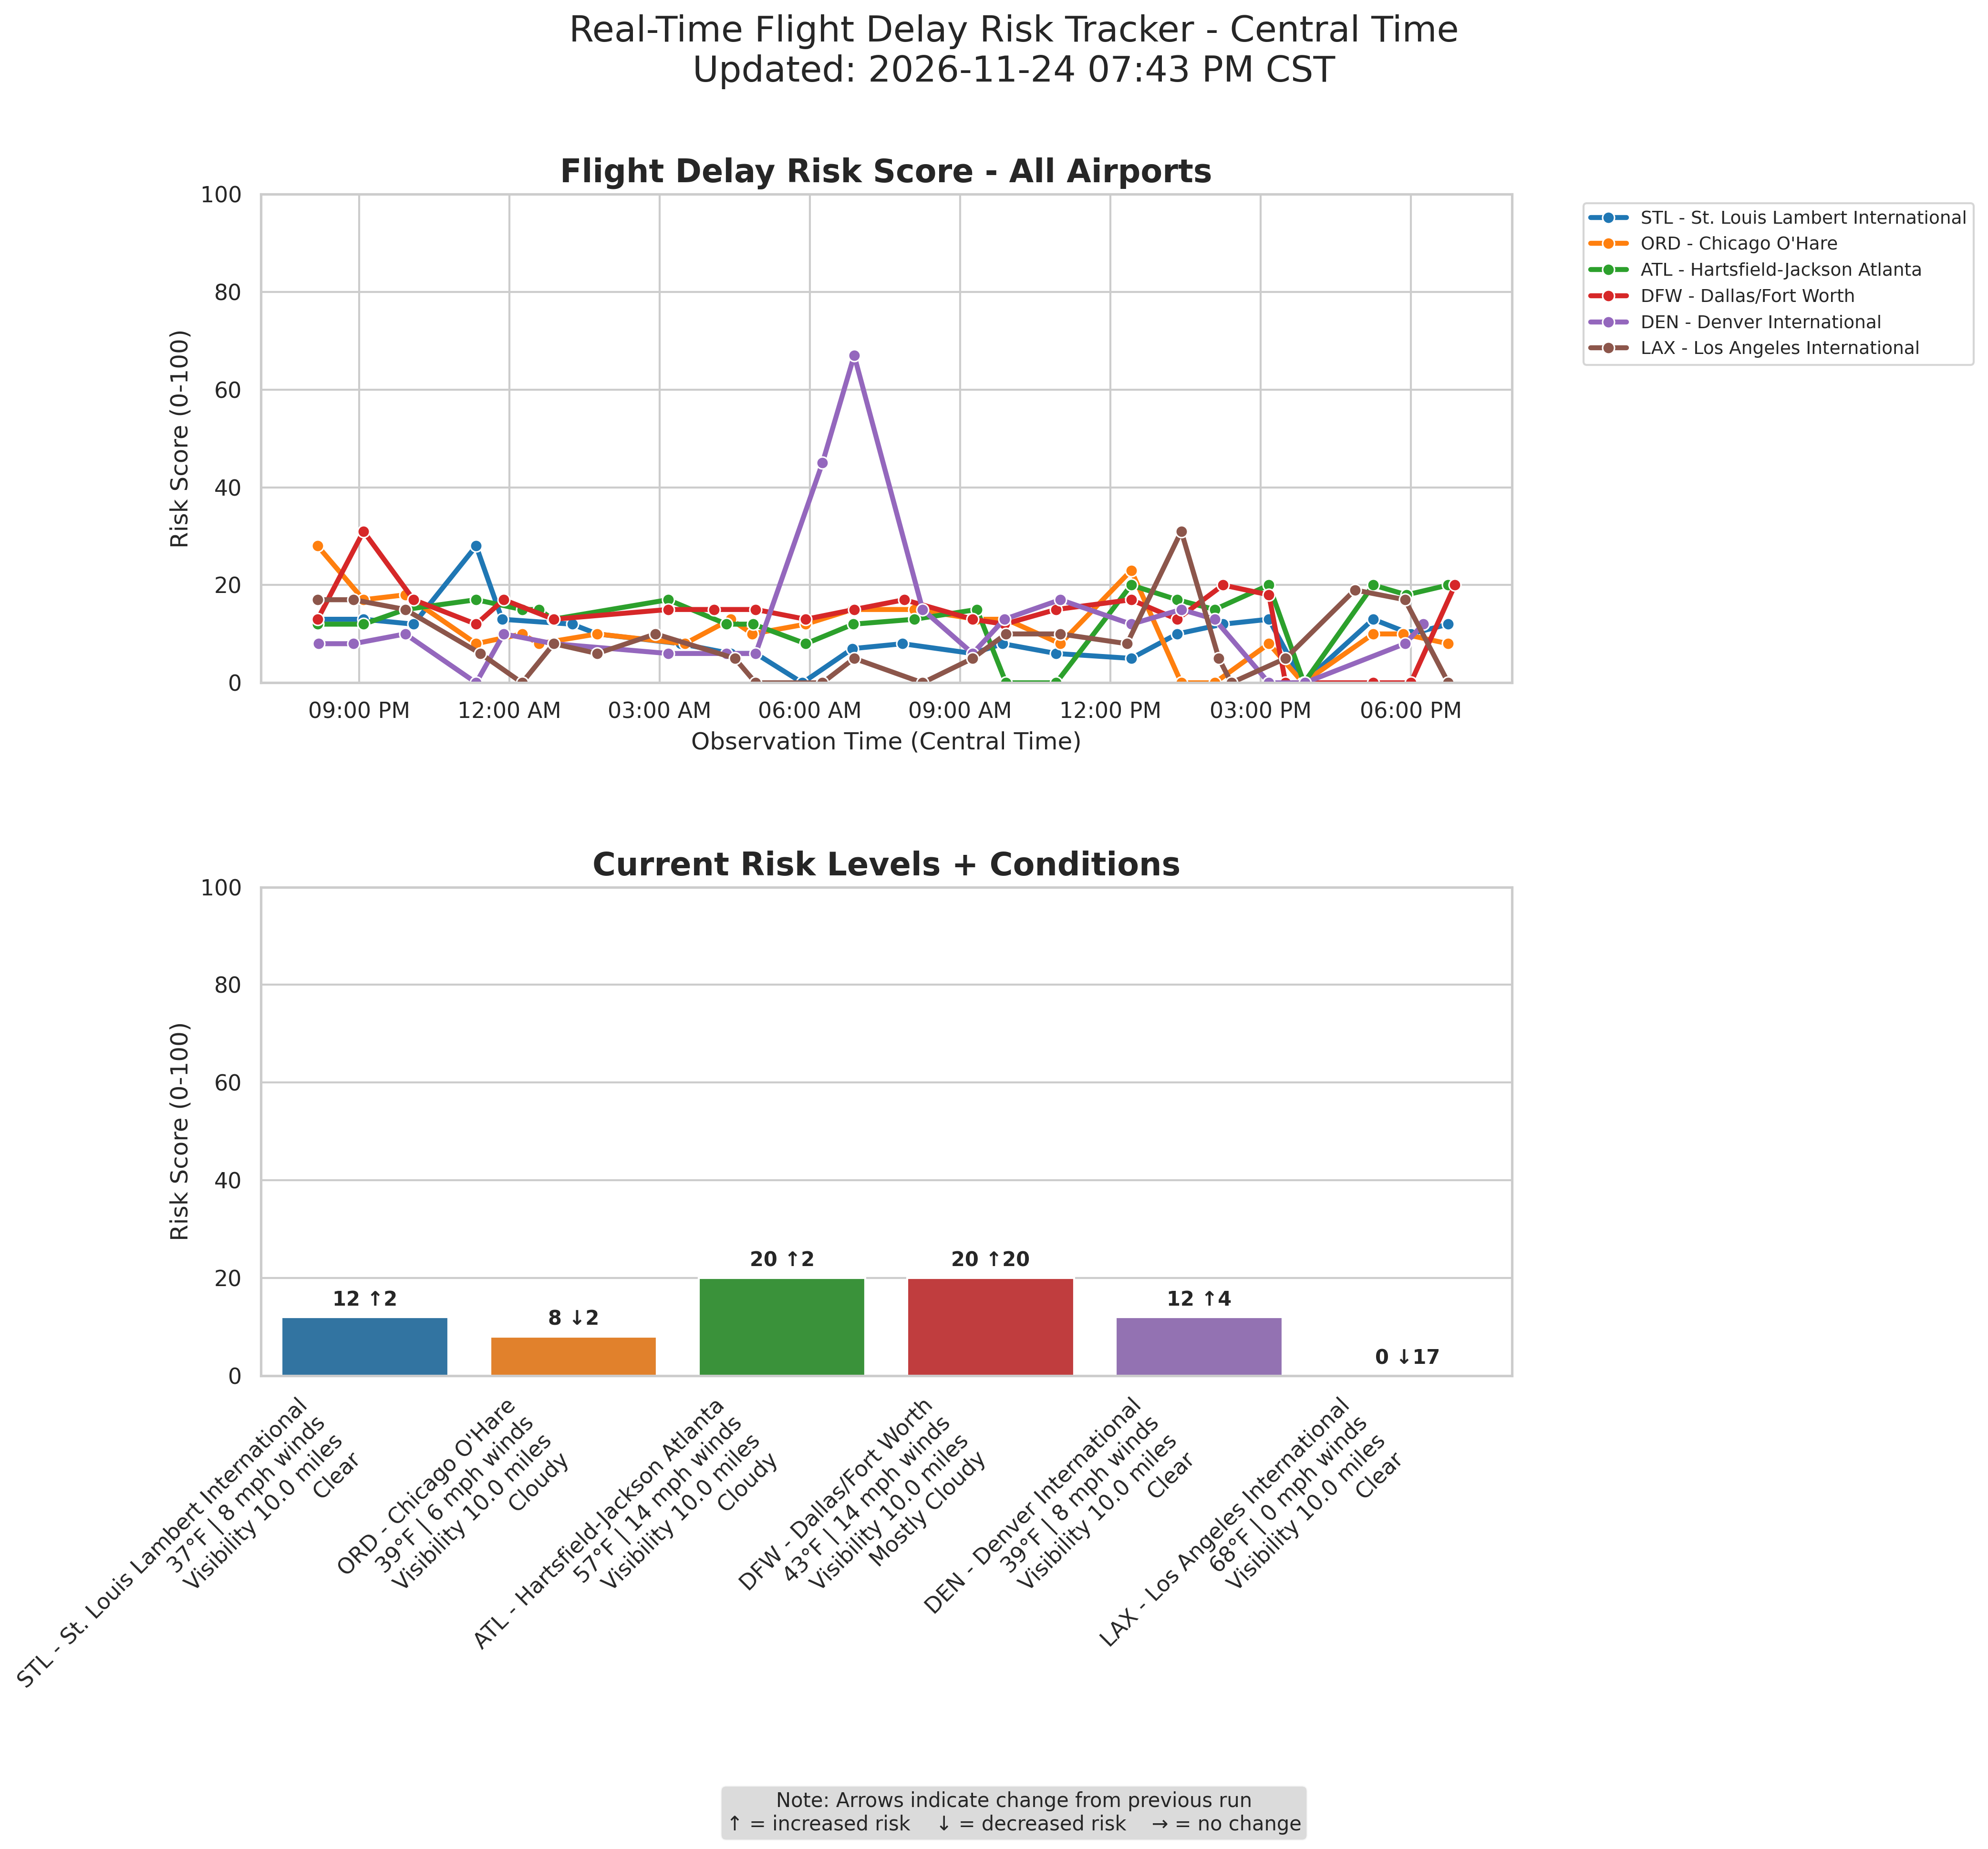 Real-Time Flight Delay Risk Tracker - Central Time
Updated: 2026-11-24 07:43 PM CST
Flight Delay Risk Score - All Airports
100
80
60
40
20
0
Risk Score (0-100)
09:00 PM
12:00 AM
03:00 AM
06:00 AM
09:00 AM
12:00 PM
03:00 PM
06:00 PM
Observation Time (Central Time)
STL - St. Louis Lambert International
ORD - Chicago O'Hare
ATL - Hartsfield-Jackson Atlanta
DFW - Dallas/Fort Worth
DEN - Denver International
LAX - Los Angeles International
Current Risk Levels + Conditions
100
80
60
40
20
0
Risk Score (0-100)
12 ↑2
8 ↓2
20 ↑2
20 ↑20
12 ↑4
0 ↓17
STL - St. Louis Lambert International
37°F | 8 mph winds
Visibility 10.0 miles
Clear
ORD - Chicago O'Hare
39°F | 6 mph winds
Visibility 10.0 miles
Cloudy
ATL - Hartsfield-Jackson Atlanta
57°F | 14 mph winds
Visibility 10.0 miles
Cloudy
DFW - Dallas/Fort Worth
43°F | 14 mph winds
Visibility 10.0 miles
Mostly Cloudy
DEN - Denver International
39°F | 8 mph winds
Visibility 10.0 miles
Clear
LAX - Los Angeles International
68°F | 0 mph winds
Visibility 10.0 miles
Clear
Note: Arrows indicate change from previous run
↑ = increased risk ↓ = decreased risk → = no change